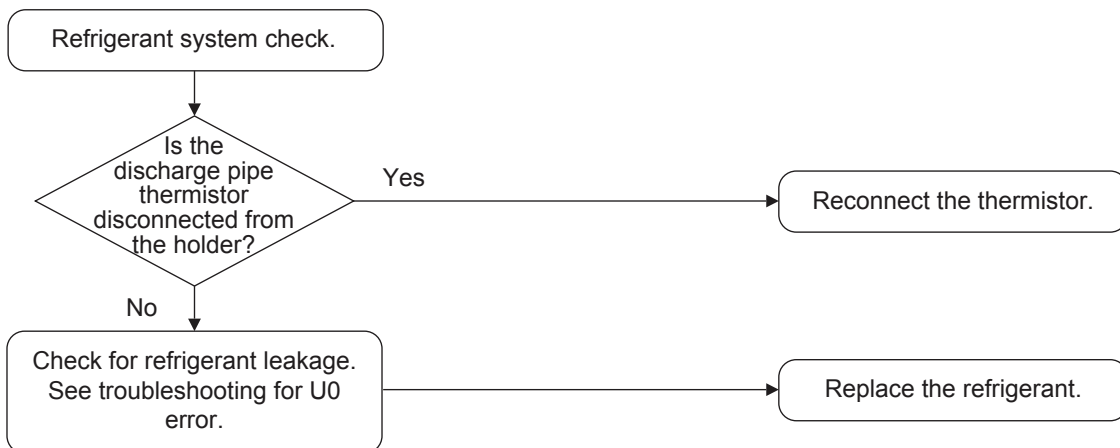 Refrigerant system check.
Is the
discharge pipe
thermistor
disconnected from
the holder?
Yes
Reconnect the thermistor.
No
Check for refrigerant leakage.
See troubleshooting for U0
error.
Replace the refrigerant.